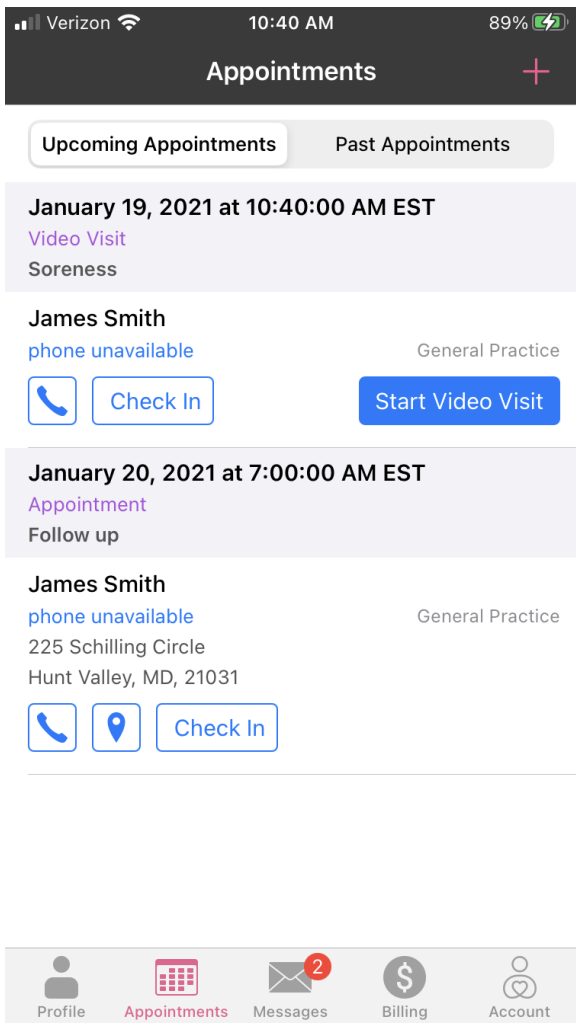 Verizon 10:40 AM 89%
Appointments
Upcoming Appointments Past Appointments
January 19, 2021 at 10:40:00 AM EST
Video Visit
Soreness
James Smith
phone unavailable General Practice
Check In Start Video Visit
January 20, 2021 at 7:00:00 AM EST
Appointment
Follow up
James Smith
phone unavailable General Practice
225 Schilling Circle
Hunt Valley, MD, 21031
Check In
2
$
Profile Appointments Messages Billing Account